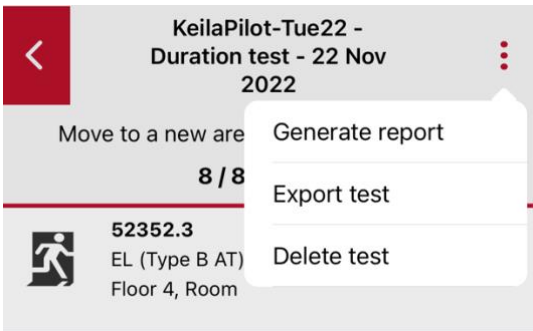 KeilaPilot-Tue22 -
Duration test - 22 Nov
2022
Move to a new are
8 / 8
Generate report
Export test
Delete test
52352.3
EL (Type B AT)
Floor 4, Room